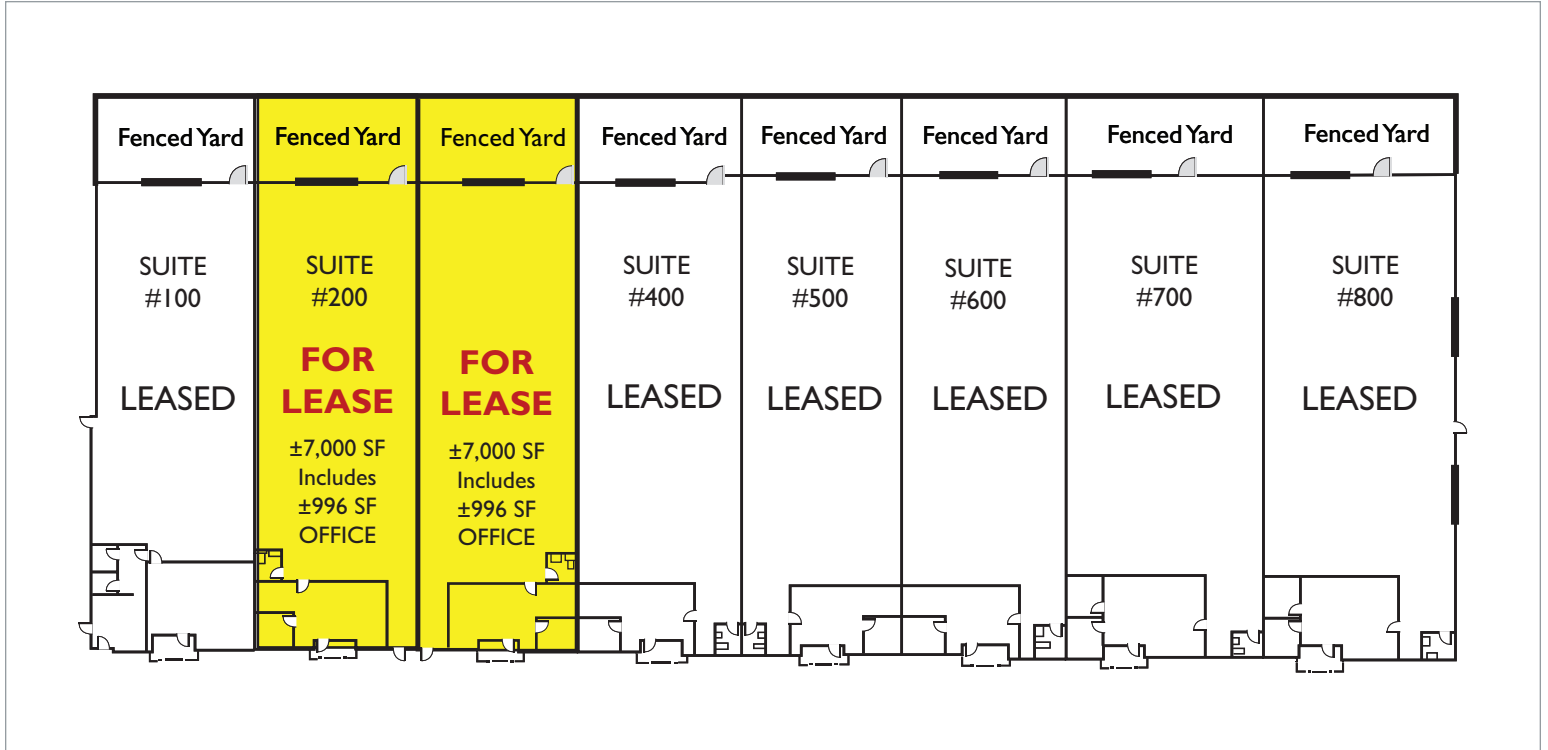 Fenced Yard
Fenced Yard
Fenced Yard
Fenced Yard
Fenced Yard
Fenced Yard
Fenced Yard
Fenced Yard
SUITE
#100
LEASED
SUITE
#200
FOR
LEASE
±7,000 SF
Includes
±996 SF
OFFICE
FOR
LEASE
±7,000 SF
Includes
±996 SF
OFFICE
SUITE
#400
LEASED
SUITE
#500
LEASED
SUITE
#600
LEASED
SUITE
#700
LEASED
SUITE
#800
LEASED